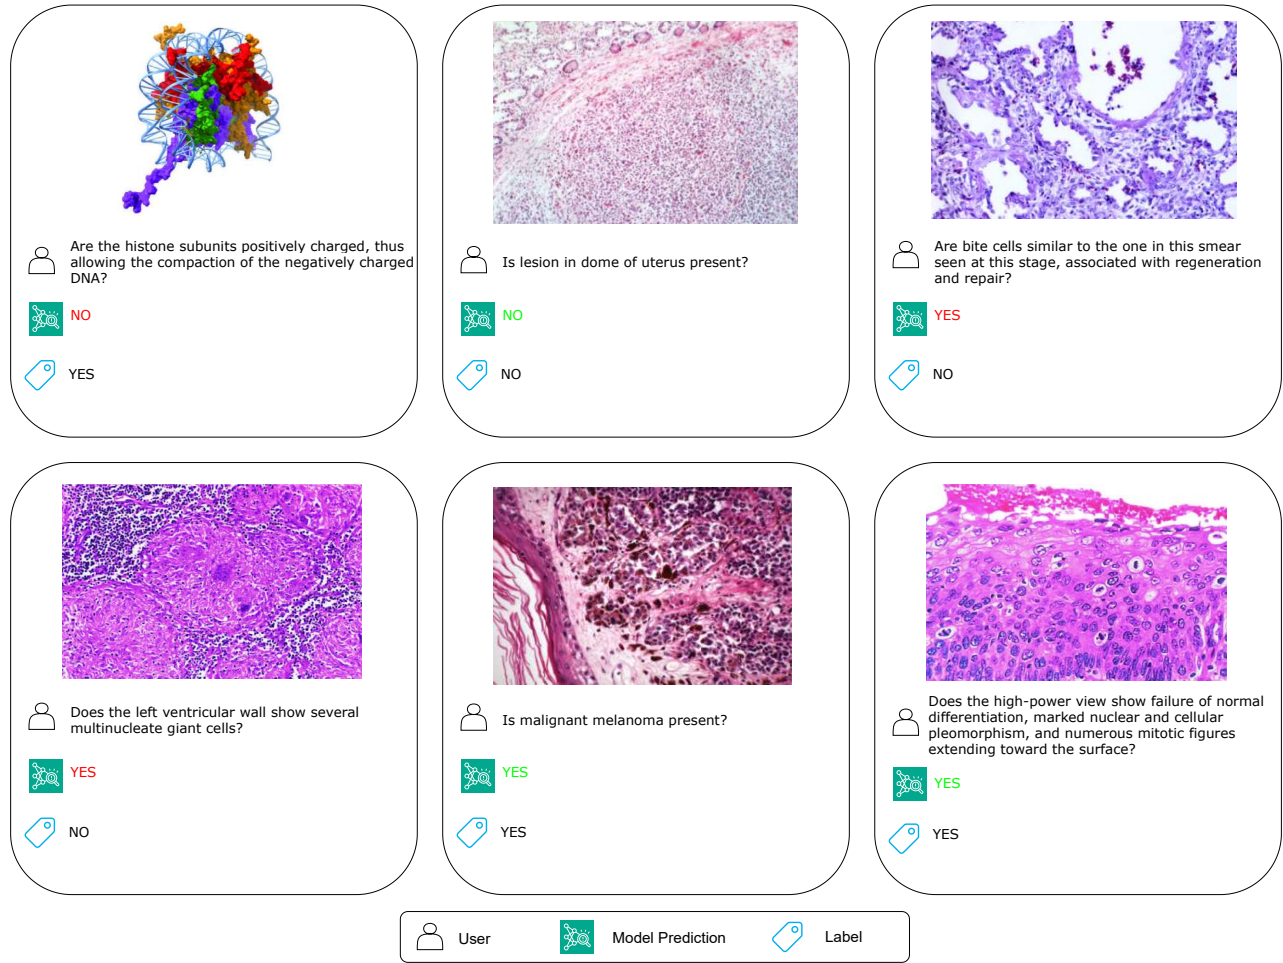 Are the histone subunits positively charged, thus
allowing the compaction of the negatively charged
DNA?
NO
YES
Is lesion in dome of uterus present?
NO
NO
Are bite cells similar to the one in this smear
seen at this stage, associated with regeneration
and repair?
YES
NO
Does the left ventricular wall show several
multinucleate giant cells?
YES
NO
Is malignant melanoma present?
YES
YES
Does the high-power view show failure of normal
differentiation, marked nuclear and cellular
pleomorphism, and numerous mitotic figures
extending toward the surface?
YES
YES
User
Model Prediction
Label